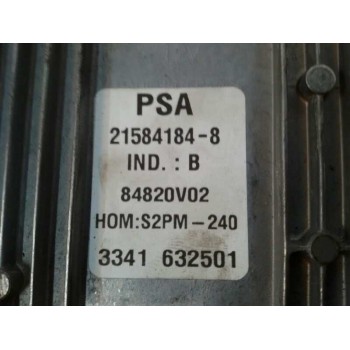 PSA
21584184-8
IND. : B
84820V02
HOM:S2PM-240
3341 632501